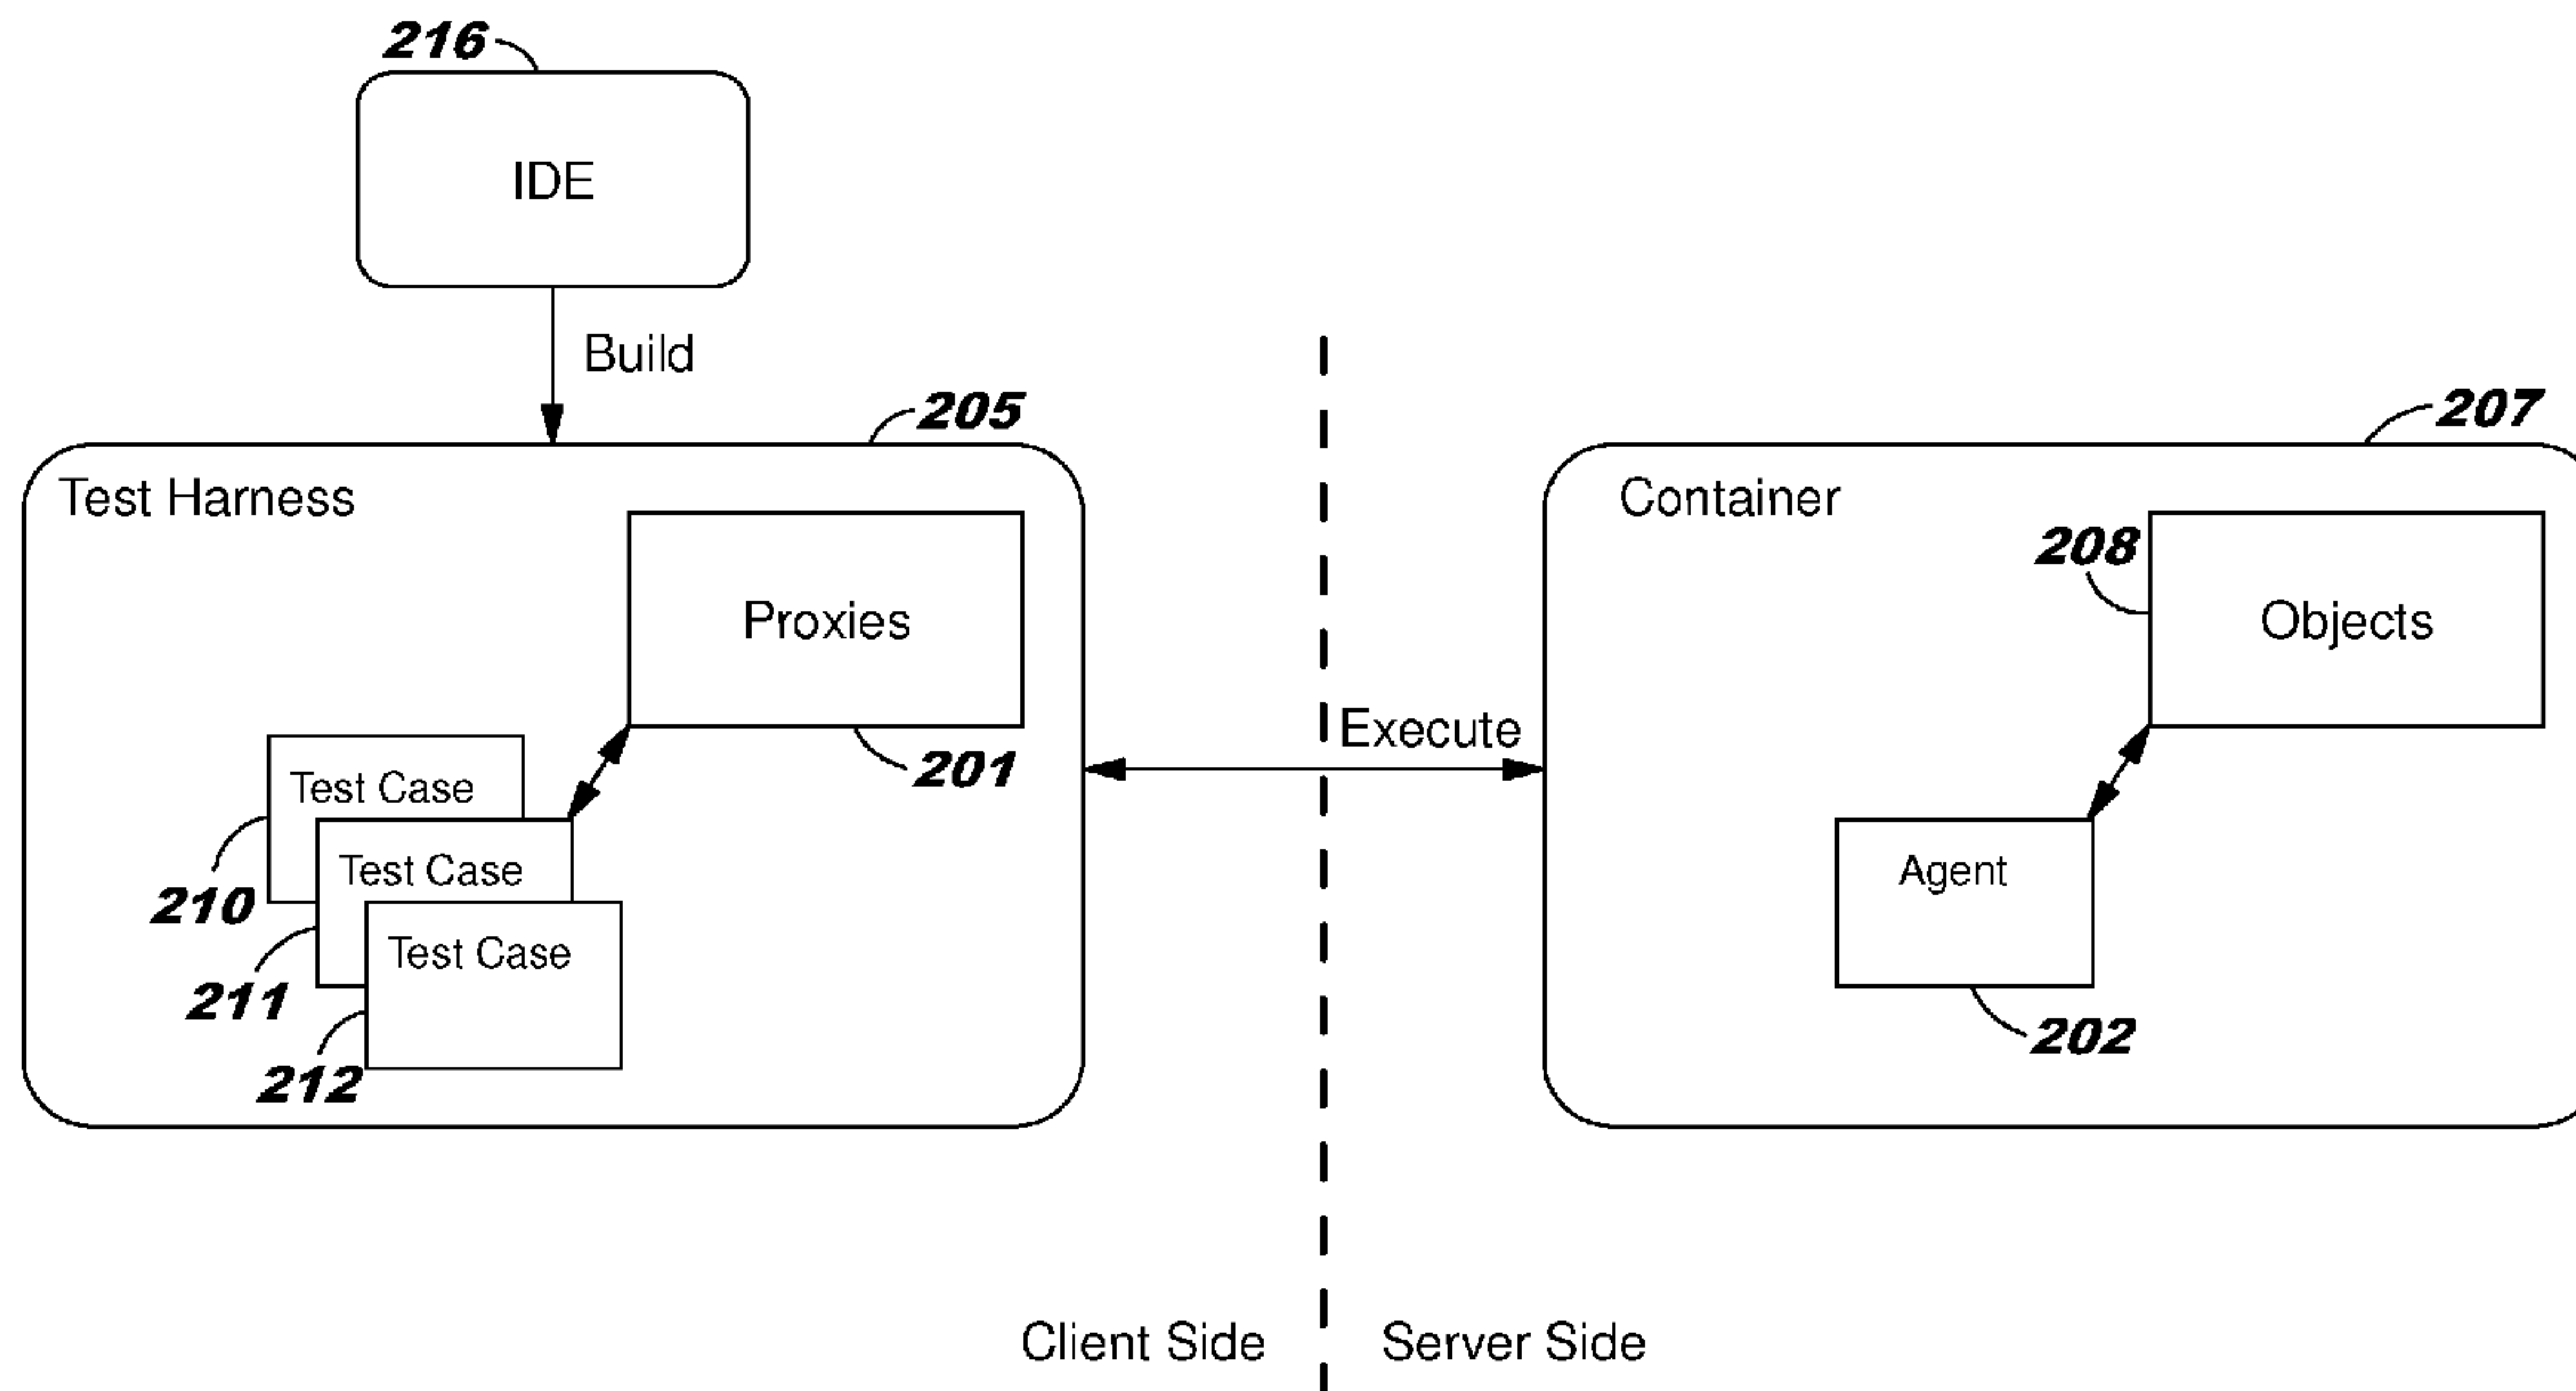 216
IDE
Build
205
207
Test Harness
Container
208
Proxies
Objects
Execute
201
Test Case
Test Case
Agent
210
Test Case
211
202
212
Client Side
Server Side